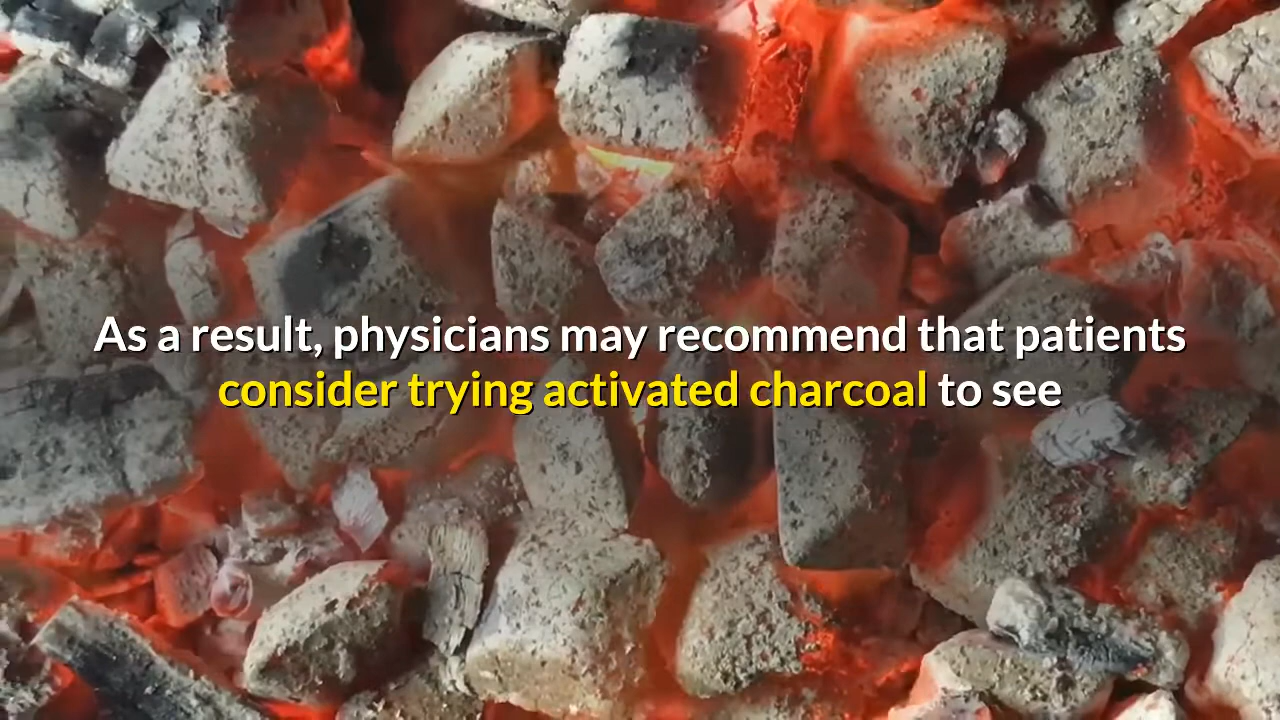 As a result, physicians may recommend that patients
consider trying activated charcoal to see